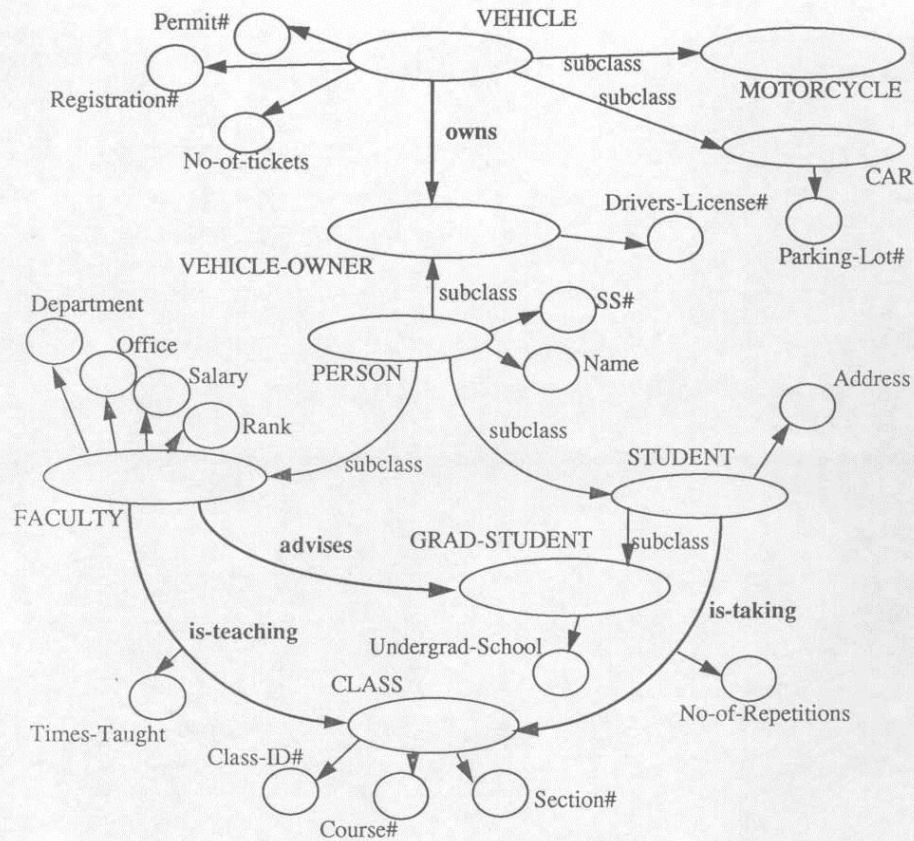 VEHICLE
Permit#
subclass
Registration#
subclass
MOTORCYCLE
No-of-tickets
owns
CAR
Drivers-License#
Parking-Lot#
VEHICLE-OWNER
subclass
SS#
Department
Office
Name
PERSON
Salary
Address
Rank
subclass
subclass
STUDENT
FACULTY
advises
GRAD-STUDENT
subclass
is-teaching
is-taking
Undergrad-School
CLASS
Times-Taught
No-of-Repetitions
Class-ID#
Section#
Course#